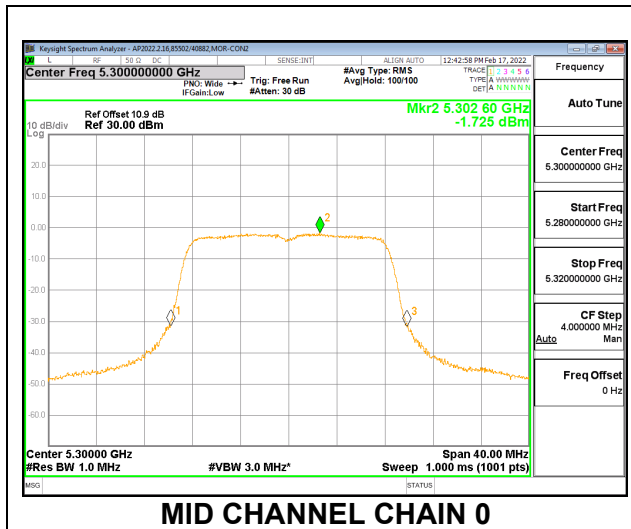 Keysight Spectrum Analyzer - AP2022.2.16,85502/40882,MOR-CON2
L RF 50 Ω DC SENSE:INT ALIGN AUTO 12:42:58 PM Feb 17, 2022
Center Freq 5.300000000 GHz
PNO: Wide
IFGain:Low
Trig: Free Run
#Atten: 30 dB
#Avg Type: RMS
Avg|Hold: 100/100
TRACE 1 2 3 4 5 6
TYPE A WWWWW
DET A N N N N N
Frequency
Mkr2 5.302 60 GHz
-1.725 dBm
Ref Offset 10.9 dB
Ref 30.00 dBm
10 dB/div
Log
20.0
10.0
0.00
-10.0
-20.0
-30.0
-40.0
-50.0
-60.0
1
2
3
Center 5.30000 GHz
#Res BW 1.0 MHz
#VBW 3.0 MHz*
Span 40.00 MHz
Sweep 1.000 ms (1001 pts)
Auto Tune
Center Freq
5.300000000 GHz
Start Freq
5.280000000 GHz
Stop Freq
5.320000000 GHz
CF Step
4.000000 MHz
Auto Man
Freq Offset
0 Hz
MSG STATUS
MID CHANNEL CHAIN 0